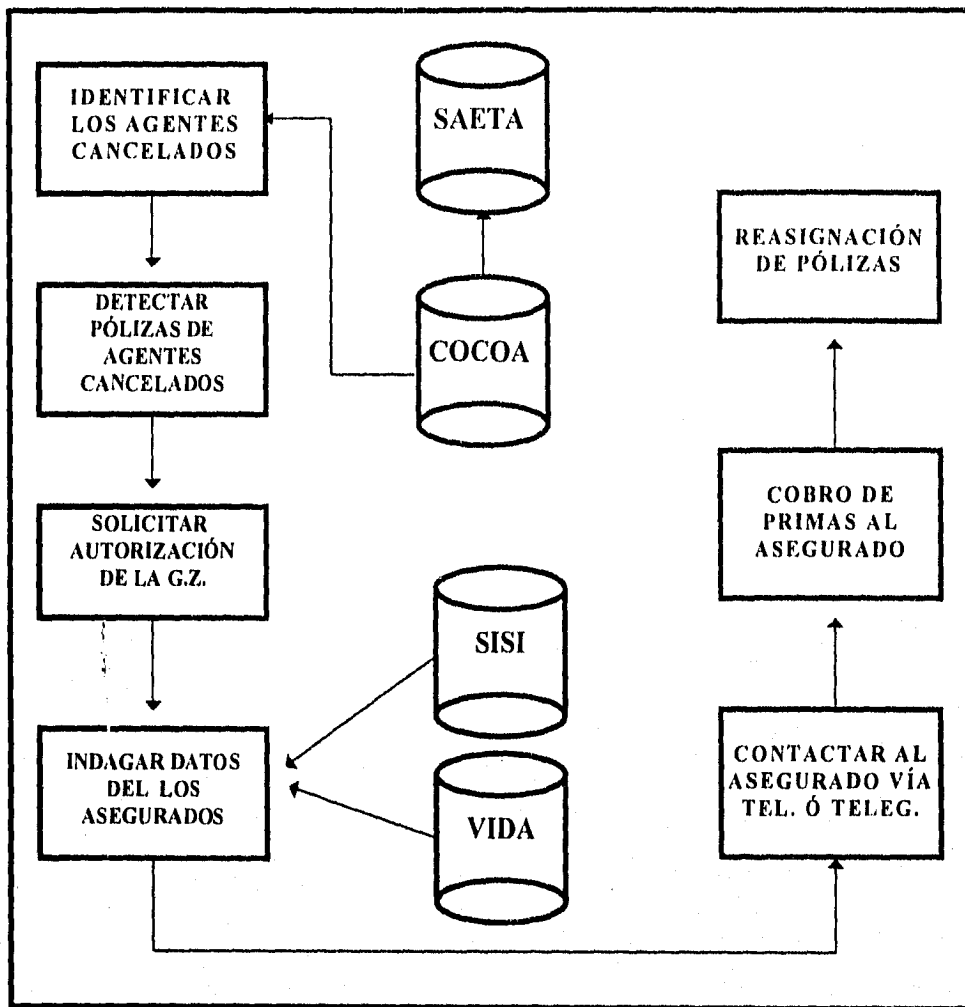 IDENTIFICAR
LOS AGENTES
CANCELADOS
DETECTAR
PÓLIZAS DE
AGENTES
CANCELADOS
SOLICITAR
AUTORIZACIÓN
DE LA G.Z.
INDAGAR DATOS
DEL LOS
ASEGURADOS
SAETA
COCOA
SISI
VIDA
REASIGNACIÓN
DE PÓLIZAS
COBRO DE
PRIMAS AL
ASEGURADO
CONTACTAR AL
ASEGURADO VÍA
TEL. Ó TELEG.